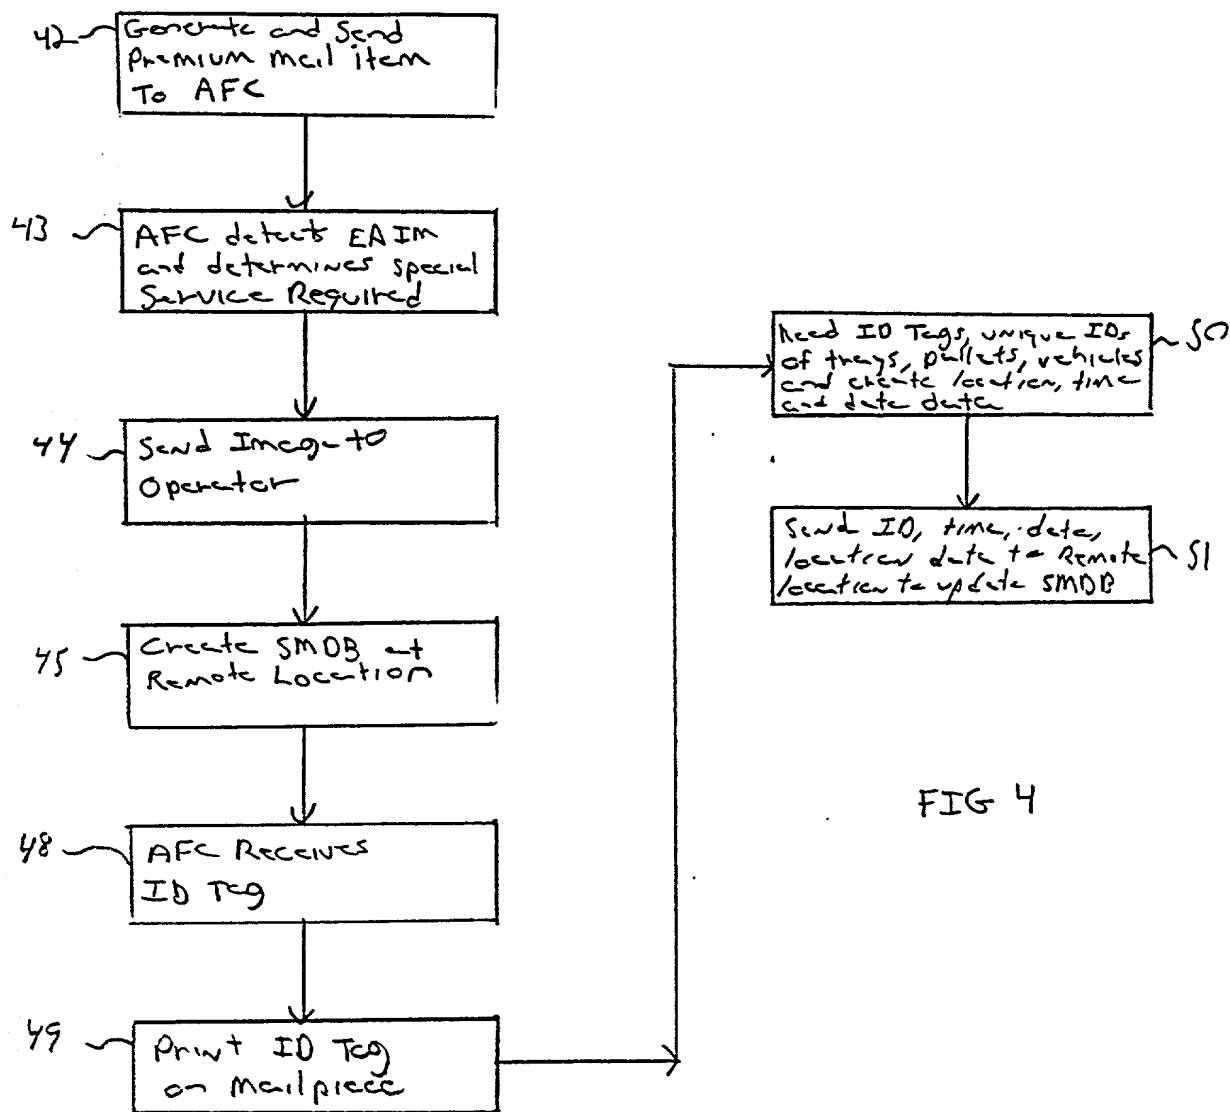 42
Generate and Send
Premium mail item
To AFC
43
AFC detects EAIM
and determines special
Service Required
44
Send Image to
Operator
45
Create SMDB at
Remote Location
48
AFC Receives
ID Tag
49
Print ID Tag
on Mailpiece
50
Read ID Tags, unique IDs
of trays, pallets, vehicles
and create location, time
and date data
51
Send ID, time, date,
location data to Remote
location to update SMDB
FIG 4